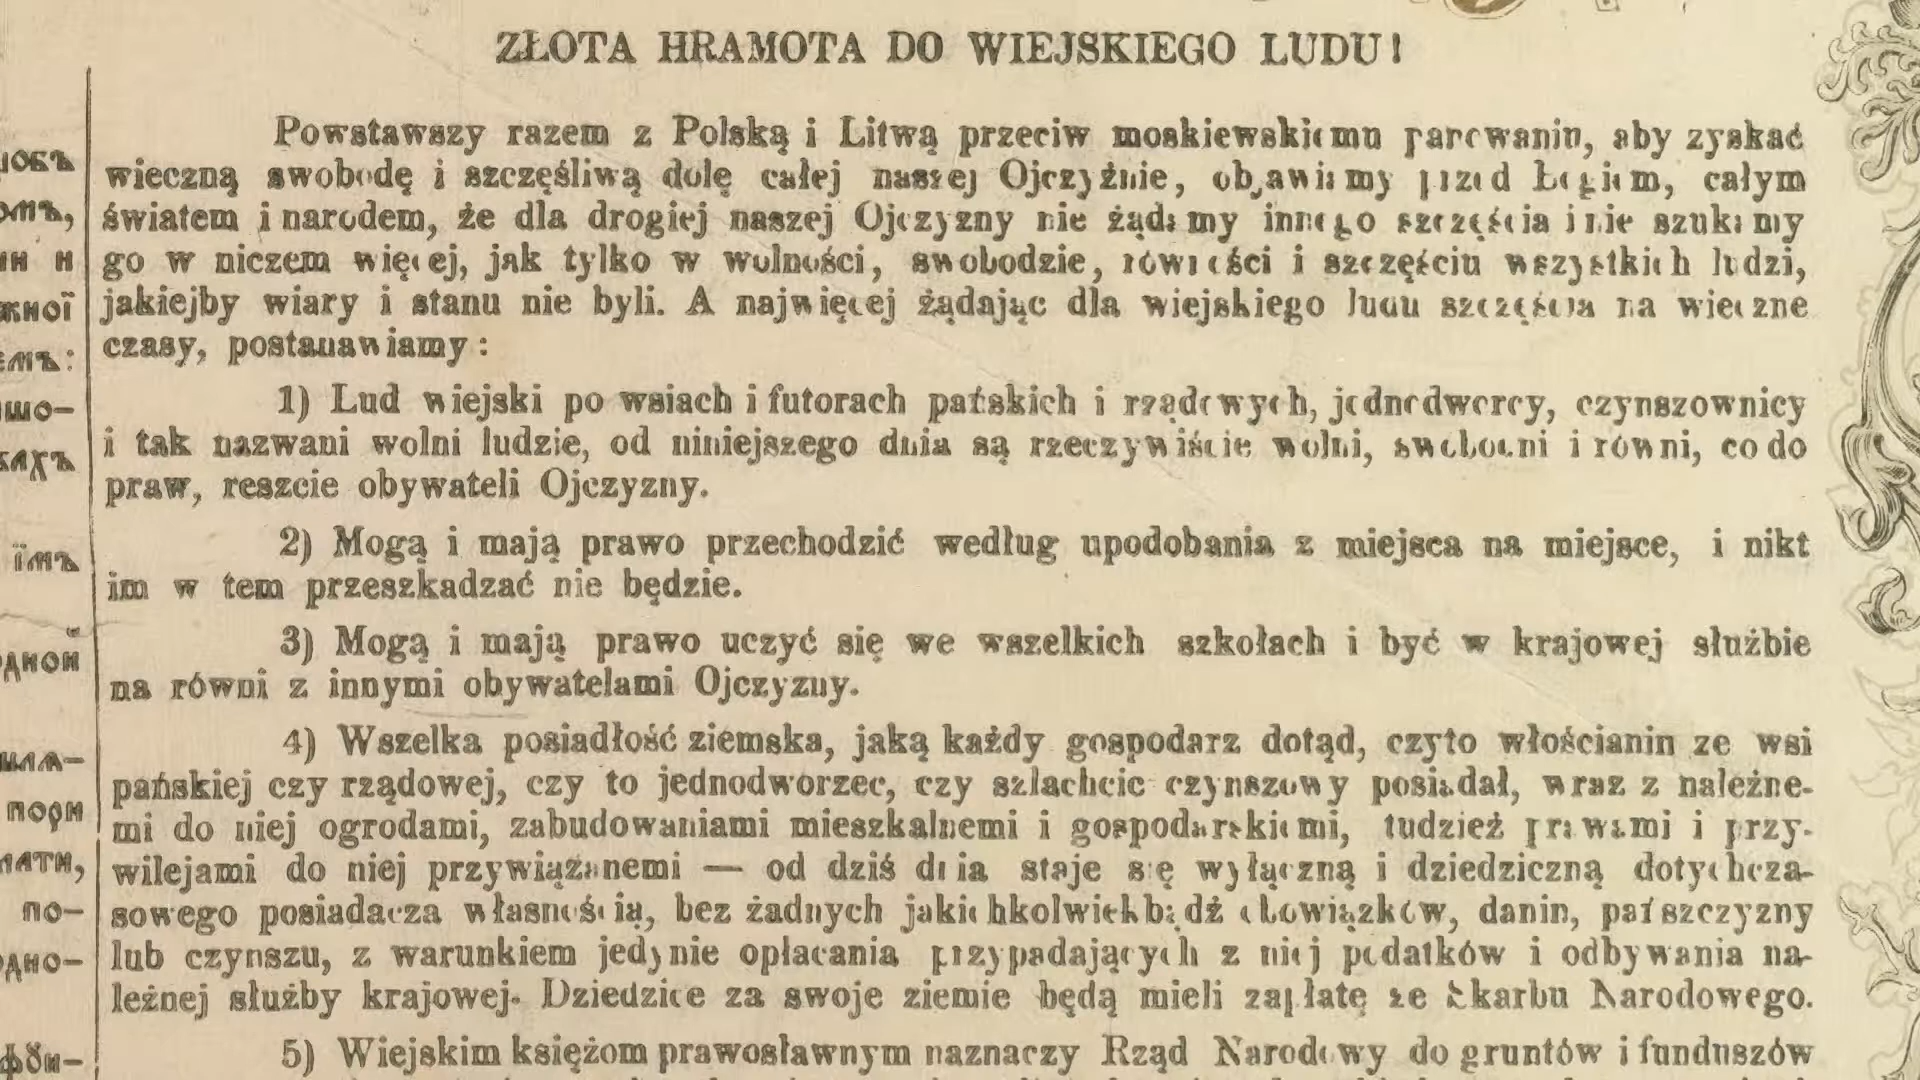 ZŁOTA HRAMOTA DO WIEJSKIEGO LUDU!
Powstawszy razem z Polską i Litwą przeciw moskiewskiemu panowaniu, aby zyskać
wieczną swobodę i szczęśliwą dolę całej naszej Ojczyźnie, objawiamy przed Bogiem, całym
światem i narodem, że dla drogiej naszej Ojczyzny nie żądamy innego szczęścia i nie szukamy
go w niczem więcej, jak tylko w wolności, swobodzie, równości i szczęściu wszystkich ludzi,
jakiejby wiary i stanu nie byli. A najwięcej żądając dla wiejskiego ludu szczęścia na wieczne
czasy, postanawiamy:
1) Lud wiejski po wsiach i futorach pańskich i rządowych, jednodworcy, czynszownicy
i tak nazwani wolni ludzie, od niniejszego dnia są rzeczywiście wolni, swobodni i równi, co do
praw, reszcie obywateli Ojczyzny.
2) Mogą i mają prawo przechodzić według upodobania z miejsca na miejsce, i nikt
im w tem przeszkadzać nie będzie.
3) Mogą i mają prawo uczyć się we wszelkich szkołach i być w krajowej służbie
na równi z innymi obywatelami Ojczyzny.
4) Wszelka posiadłość ziemska, jaką każdy gospodarz dotąd, czyto włościanin ze wsi
pańskiej czy rządowej, czy to jednodworzec, czy szlachcic czynszowy posiadał, wraz z należne-
mi do niej ogrodami, zabudowaniami mieszkalnemi i gospodarskiemi, tudzież prawami i przy-
wilejami do niej przywiązanemi — od dziś dnia staje się wyłączną i dziedziczną dotychcza-
sowego posiadacza własnością, bez żadnych jakichkolwiekbądź obowiązków, danin, pańszczyzny
lub czynszu, z warunkiem jedynie opłacania przypadających z niej podatków i odbywania na-
leżnej służby krajowej. Dziedzice za swoje ziemie będą mieli zapłatę ze Skarbu Narodowego.
5) Wiejskim księżom prawosławnym naznaczy Rząd Narodowy do gruntów i funduszów